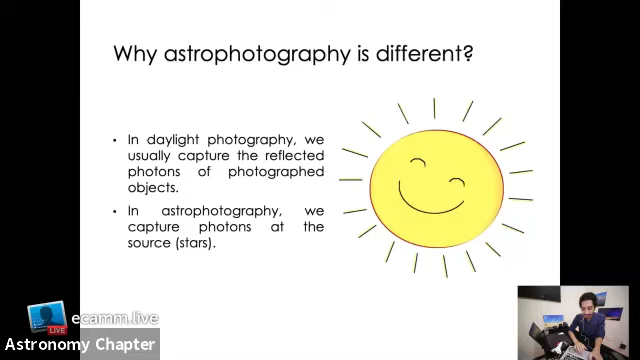 Why astrophotography is different?
• In daylight photography, we
usually capture the reflected
photons of photographed
objects.
• In astrophotography, we
capture photons at the
source (stars).
ecamm.live
LIVE
Astronomy Chapter